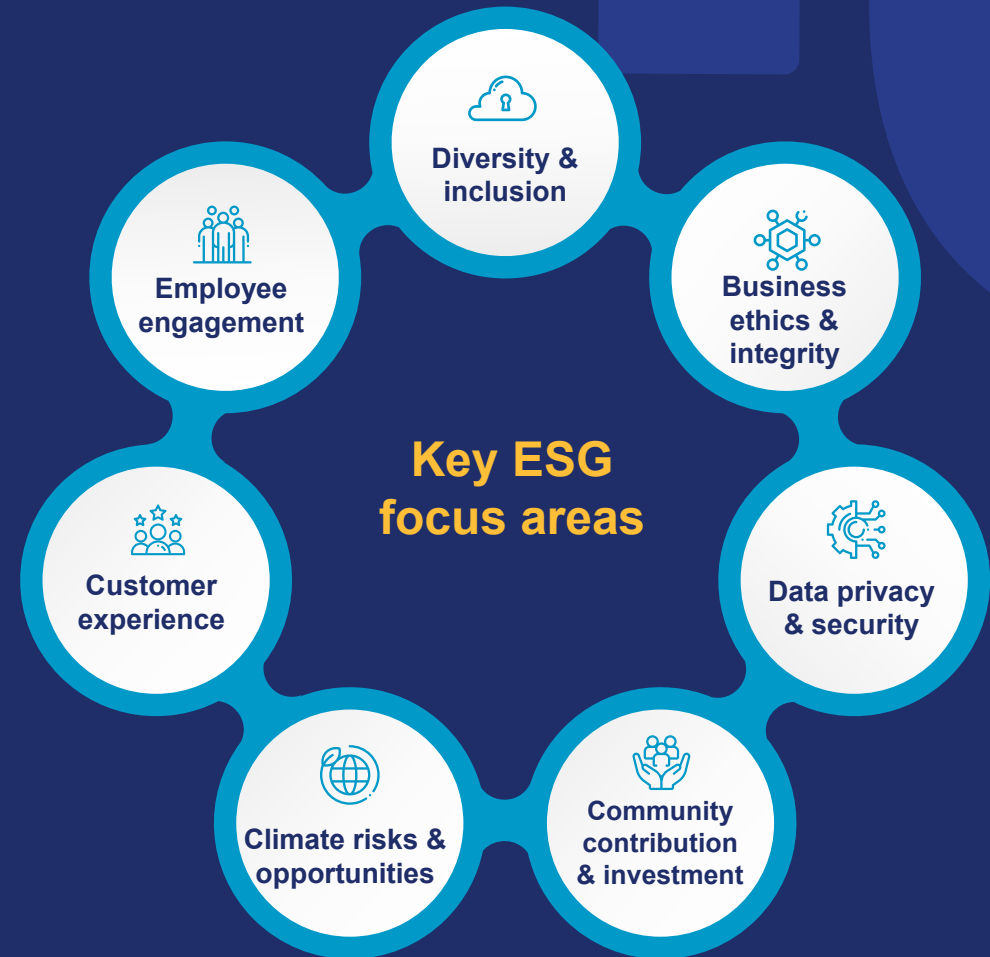 Diversity &
inclusion
Business
ethics &
integrity
Data privacy
& security
Community
contribution
& investment
Climate risks &
opportunities
Customer
experience
Employee
engagement
Key ESG
focus areas